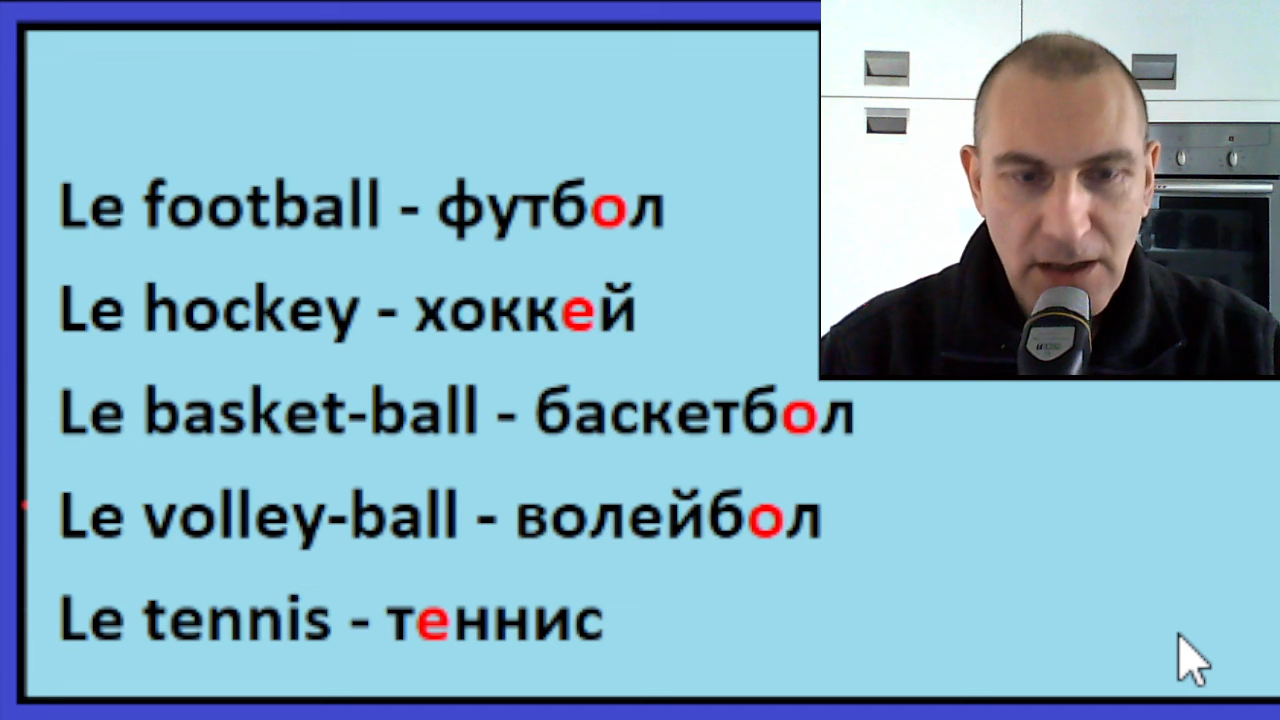 Le football - футбол
Le hockey - хоккей
Le basket-ball - баскетбол
Le volley-ball - волейбол
Le tennis - теннис